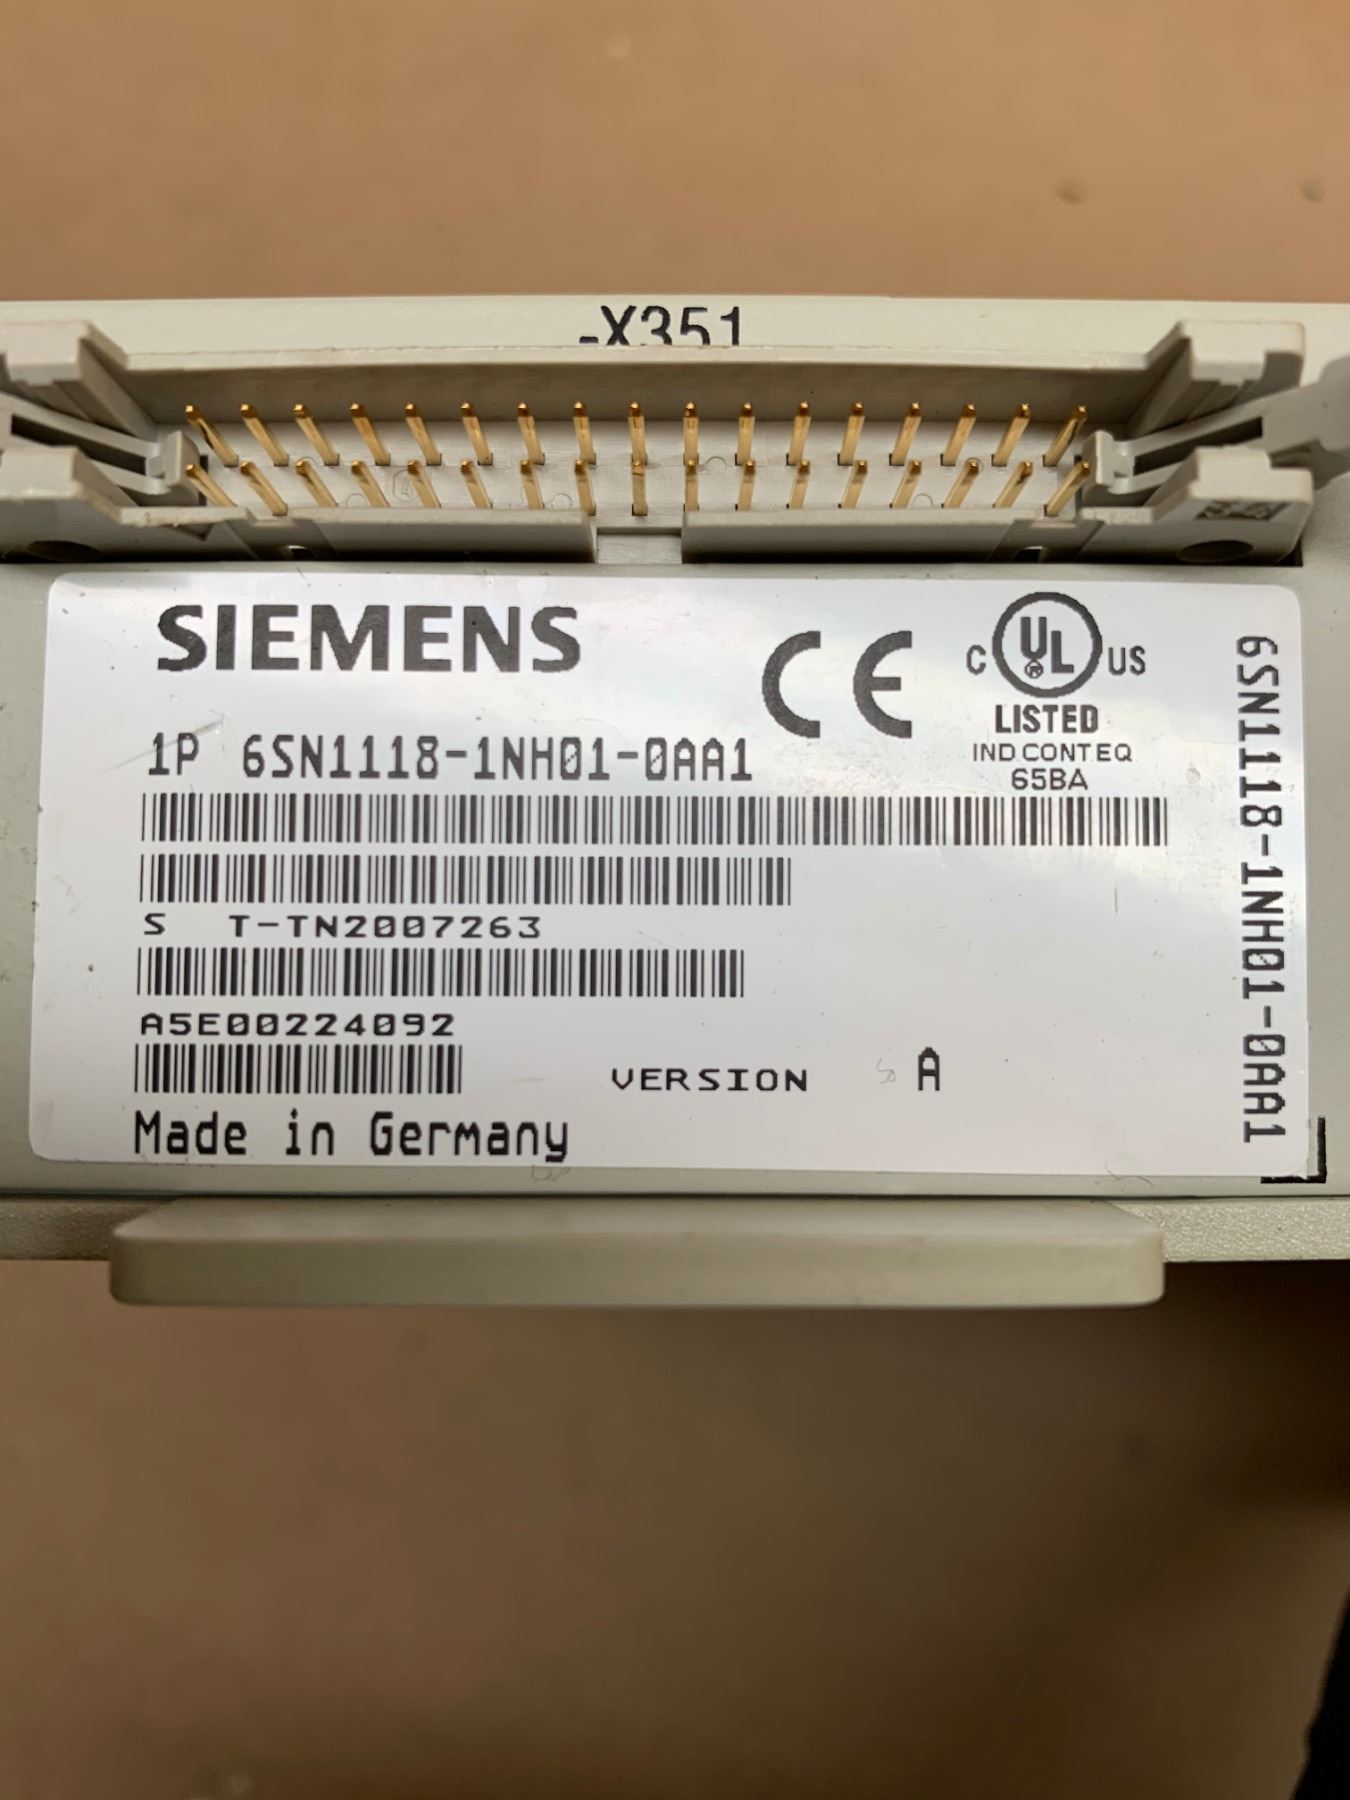 -X351
SIEMENS
CE
C UL US
LISTED
IND.CONT.EQ
65BA
1P 6SN1118-1NH01-0AA1
S T-TN2007263
A5E00224092
VERSION A
Made in Germany
6SN1118-1NH01-0AA1